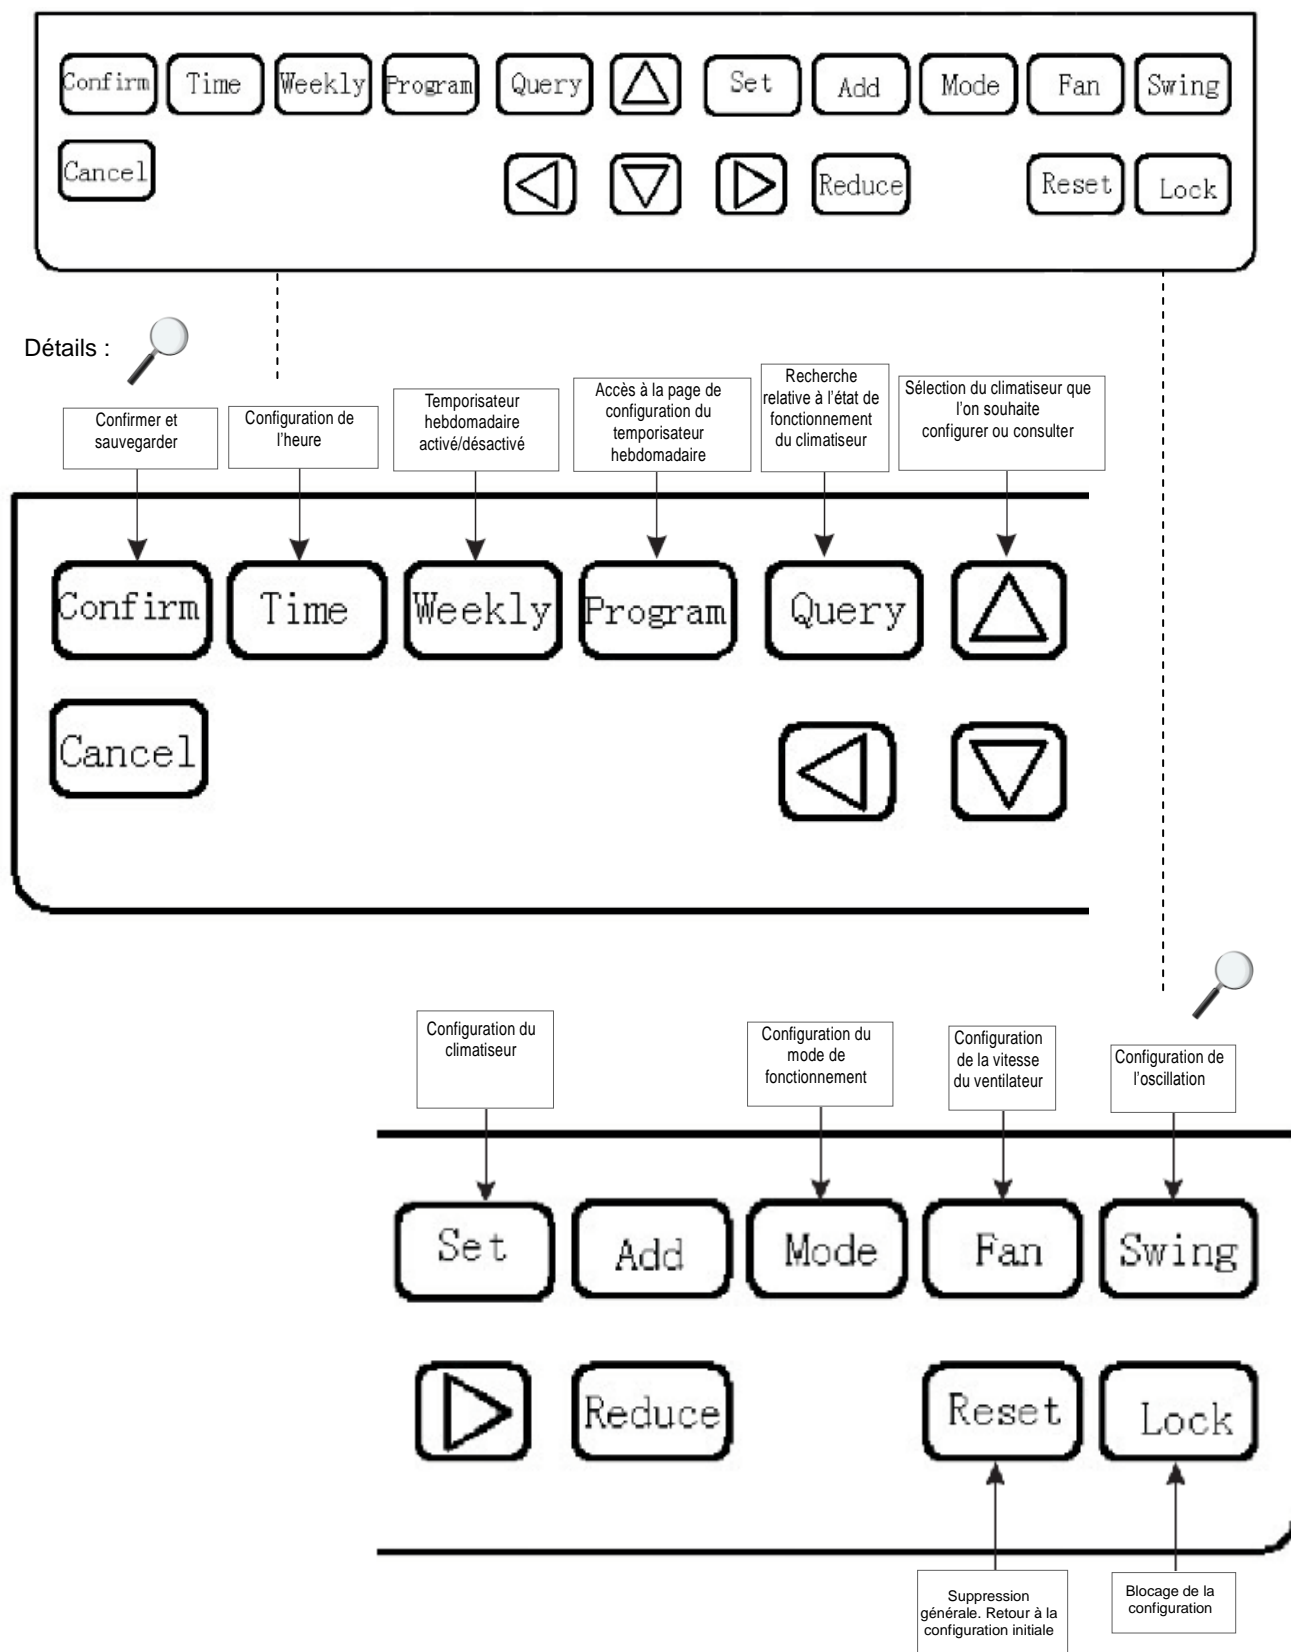 Confirm Time Weekly Program Query Set Add Mode Fan Swing
Cancel Reduce Reset Lock
Détails :
Confirmer et
sauvegarder
Configuration de
l'heure
Temporisateur
hebdomadaire
activé/désactivé
Accès à la page de
configuration du
temporisateur
hebdomadaire
Recherche
relative à l'état de
fonctionnement
du climatiseur
Sélection du climatiseur que
l'on souhaite
configurer ou consulter
Confirm Time Weekly Program Query
Cancel
Configuration du
climatiseur
Configuration du
mode de
fonctionnement
Configuration
de la vitesse
du ventilateur
Configuration de
l'oscillation
Set Add Mode Fan Swing
Reduce Reset Lock
Suppression
générale. Retour à la
configuration initiale
Blocage de la
configuration